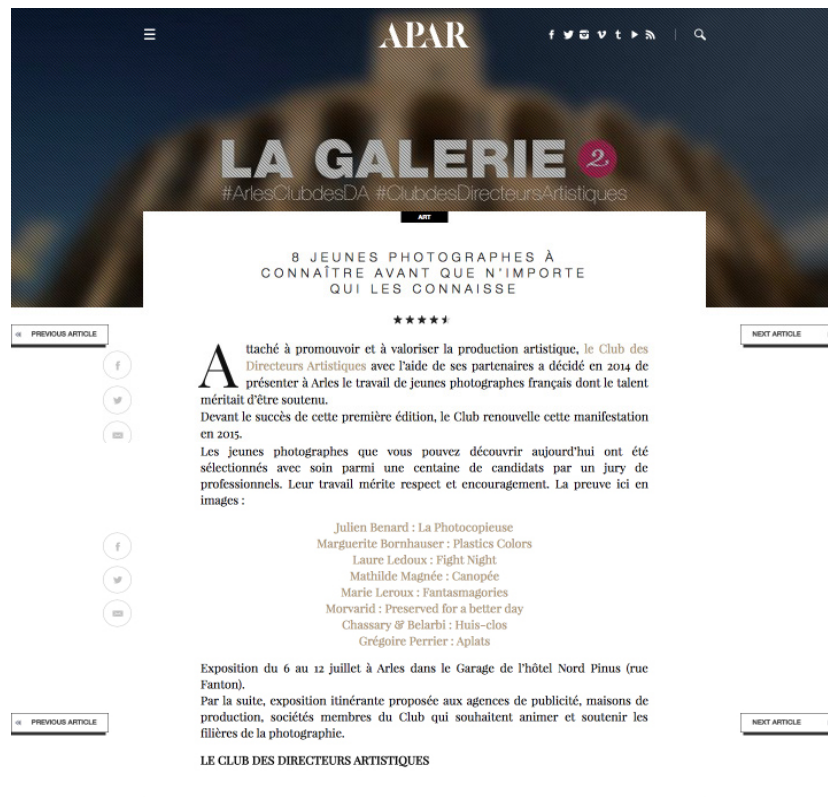 APAR
LA GALERIE 2
#ArlesClubdesDA #ClubdesDirecteursArtistiques
ART
8 JEUNES PHOTOGRAPHES À
CONNAÎTRE AVANT QUE N'IMPORTE
QUI LES CONNAISSE
PREVIOUS ARTICLE
NEXT ARTICLE
Attaché à promouvoir et à valoriser la production artistique, le Club des
Directeurs Artistiques avec l'aide de ses partenaires a décidé en 2014 de
présenter à Arles le travail de jeunes photographes français dont le talent
méritait d'être soutenu.
Devant le succès de cette première édition, le Club renouvelle cette manifestation
en 2015.
Les jeunes photographes que vous pouvez découvrir aujourd'hui ont été
sélectionnés avec soin parmi une centaine de candidats par un jury de
professionnels. Leur travail mérite respect et encouragement. La preuve ici en
images :
Julien Benard : La Photocopieuse
Marguerite Bornhauser : Plastics Colors
Laure Ledoux : Fight Night
Mathilde Magnée : Canopée
Marie Leroux : Fantasmagories
Morvarid : Preserved for a better day
Chassary & Belarbi : Huis-clos
Grégoire Perrier : Aplats
Exposition du 6 au 12 juillet à Arles dans le Garage de l'hôtel Nord Pinus (rue
Fanton).
Par la suite, exposition itinérante proposée aux agences de publicité, maisons de
production, sociétés membres du Club qui souhaitent animer et soutenir les
filières de la photographie.
PREVIOUS ARTICLE
NEXT ARTICLE
LE CLUB DES DIRECTEURS ARTISTIQUES